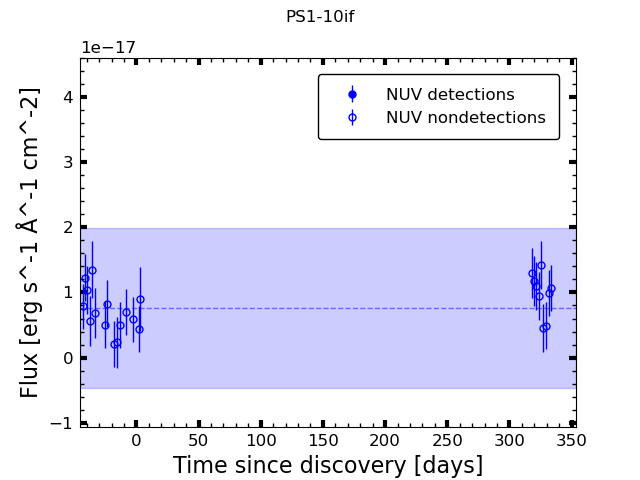 PS1-10if
1e−17
NUV detections
NUV nondetections
4
3
2
1
0
−1
Flux [erg s^-1 Å^-1 cm^-2]
0 50 100 150 200 250 300 350
Time since discovery [days]